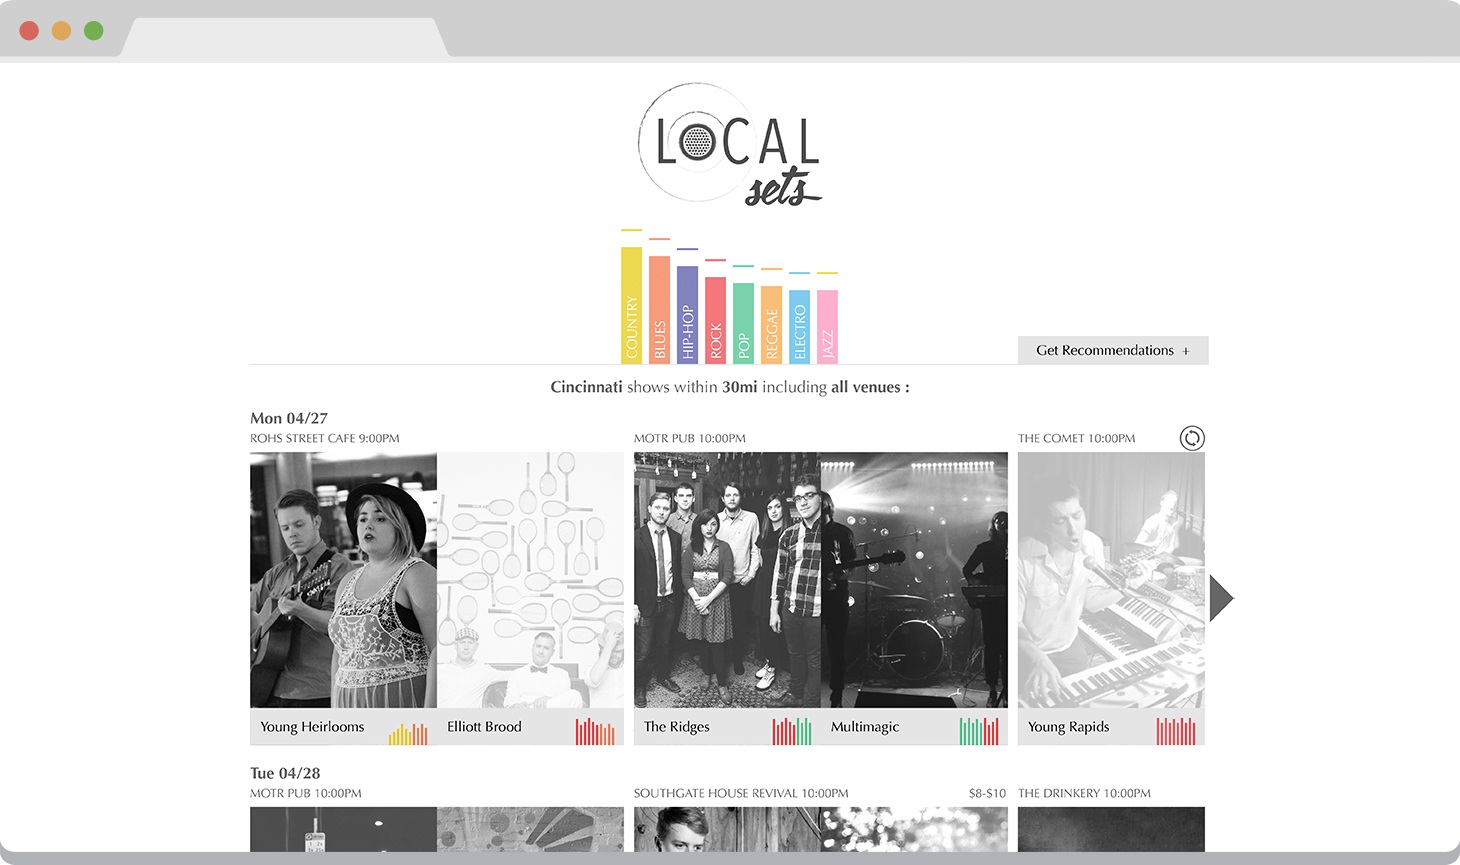 LOCAL
sets
COUNTRY
BLUES
HIP-HOP
ROCK
POP
REGGAE
ELECTRO
JAZZ
Get Recommendations +
Cincinnati shows within 30mi including all venues :
Mon 04/27
ROHS STREET CAFE 9:00PM
MOTR PUB 10:00PM
THE COMET 10:00PM
Young Heirlooms
Elliott Brood
The Ridges
Multimagic
Young Rapids
Tue 04/28
MOTR PUB 10:00PM
SOUTHGATE HOUSE REVIVAL 10:00PM
$8-$10
THE DRINKERY 10:00PM